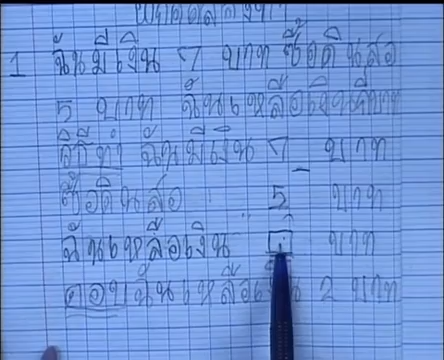 1 ฉันมีเงิน 7 บาท ซื้อดินสอ
5 บาท ฉันเหลือเงินกี่บาท
วิธีทำ ฉันมีเงิน 7 บาท
ซื้อดินสอ 5 บาท
ฉันเหลือเงิน บาท
ตอบ ฉันเหลือเงิน 2 บาท